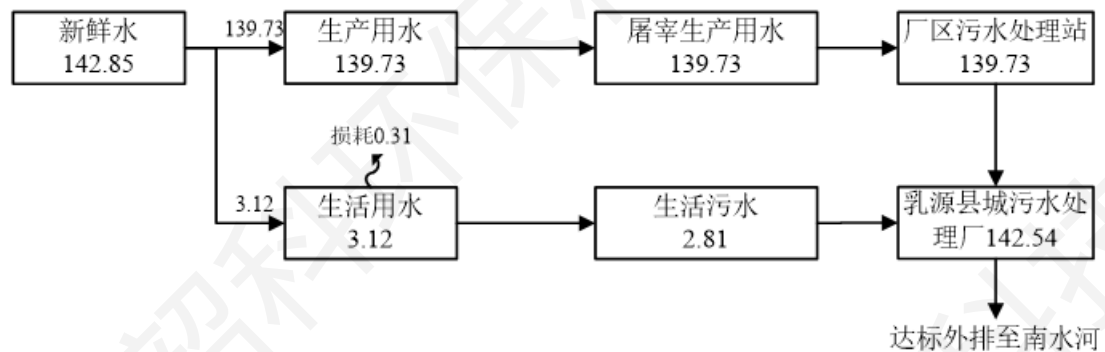 新鲜水
142.85
139.73
生产用水
139.73
屠宰生产用水
139.73
厂区污水处理站
139.73
损耗0.31
3.12
生活用水
3.12
生活污水
2.81
乳源县城污水处
理厂142.54
达标外排至南水河